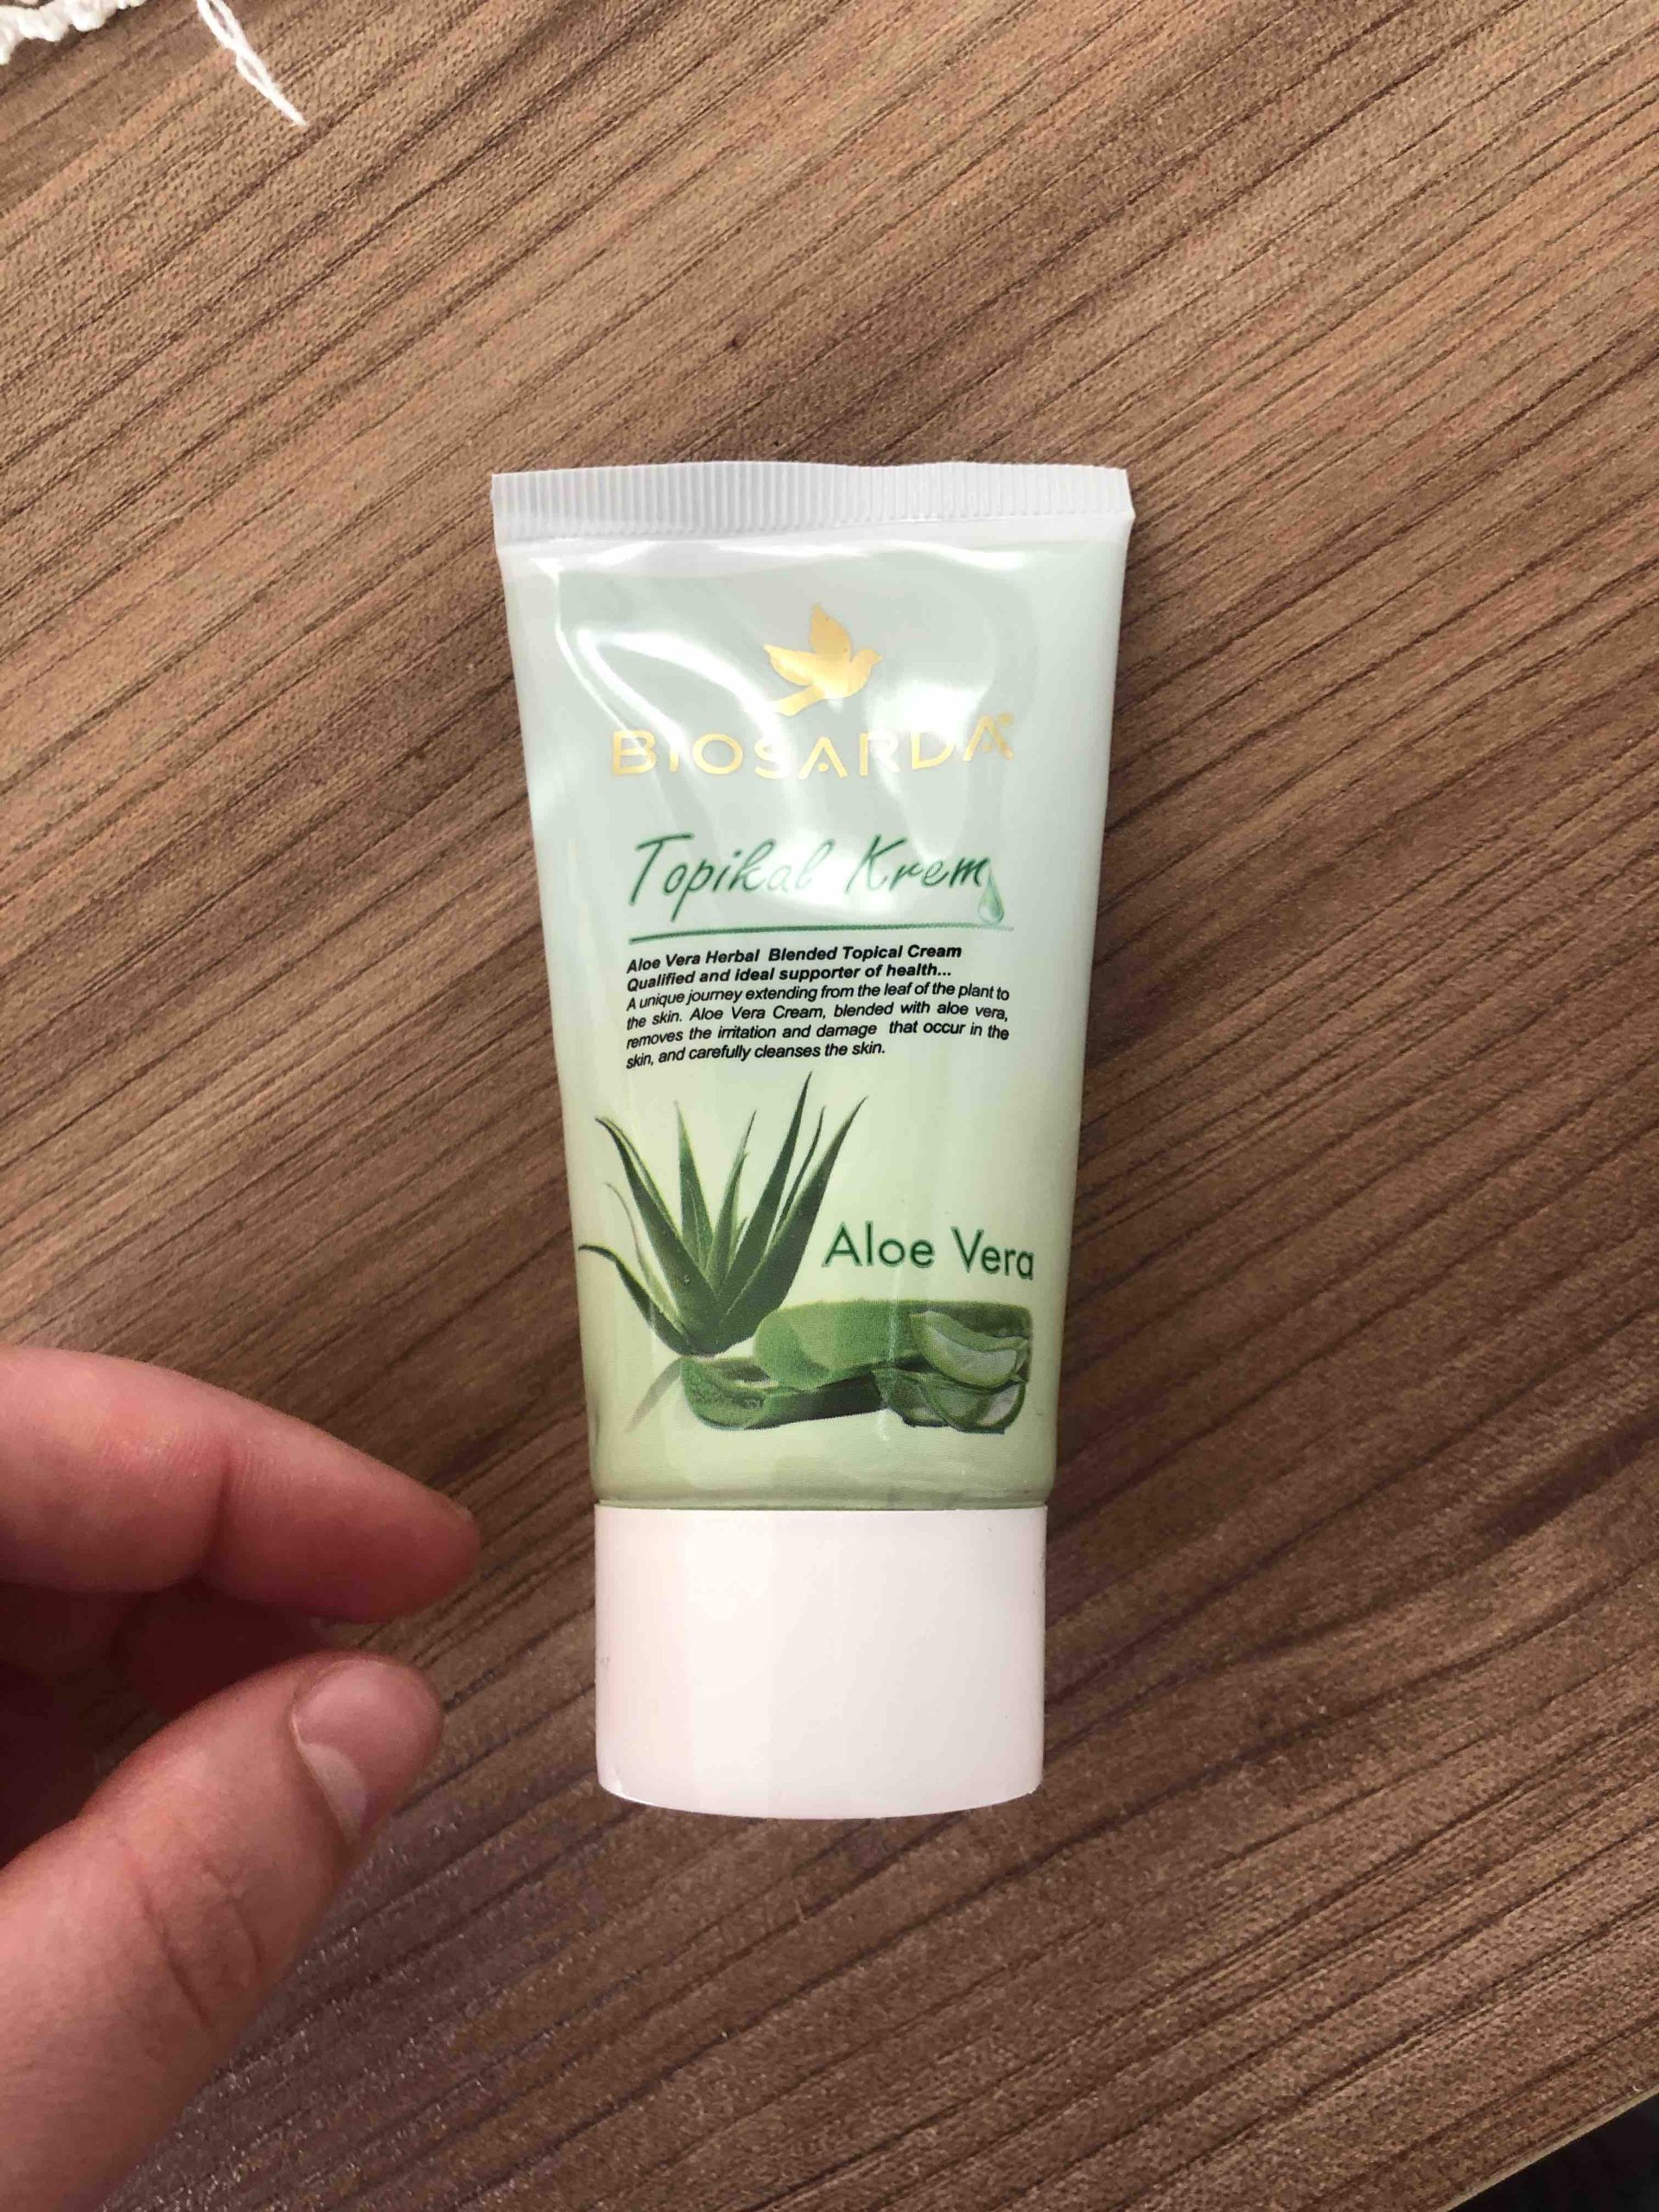 BIOSARDA
Topikal Krem
Aloe Vera Herbal Blended Topical Cream
Qualified and ideal supporter of health...
A unique journey extending from the leaf of the plant to
the skin. Aloe Vera Cream, blended with aloe vera,
removes the irritation and damage that occur in the
skin, and carefully cleanses the skin.
Aloe Vera